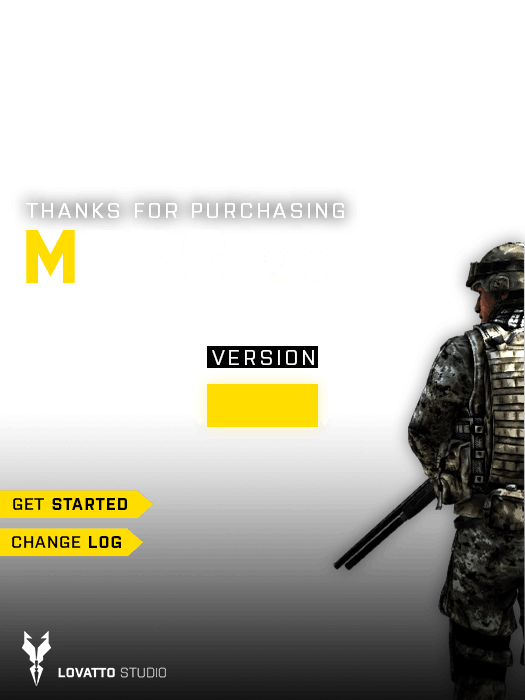 THANKS FOR PURCHASING
M
VERSION
GET STARTED
CHANGE LOG
LOVATTO STUDIO